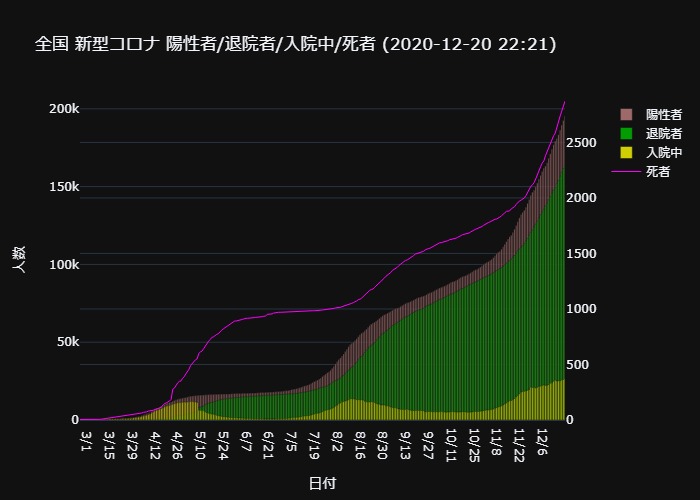 全国 新型コロナ 陽性者/退院者/入院中/死者 (2020-12-20 22:21)
陽性者
退院者
入院中
死者
人数
200k
150k
100k
50k
0
2500
2000
1500
1000
500
0
3/1
3/15
3/29
4/12
4/26
5/10
5/24
6/7
6/21
7/5
7/19
8/2
8/16
8/30
9/13
9/27
10/11
10/25
11/8
11/22
12/6
日付